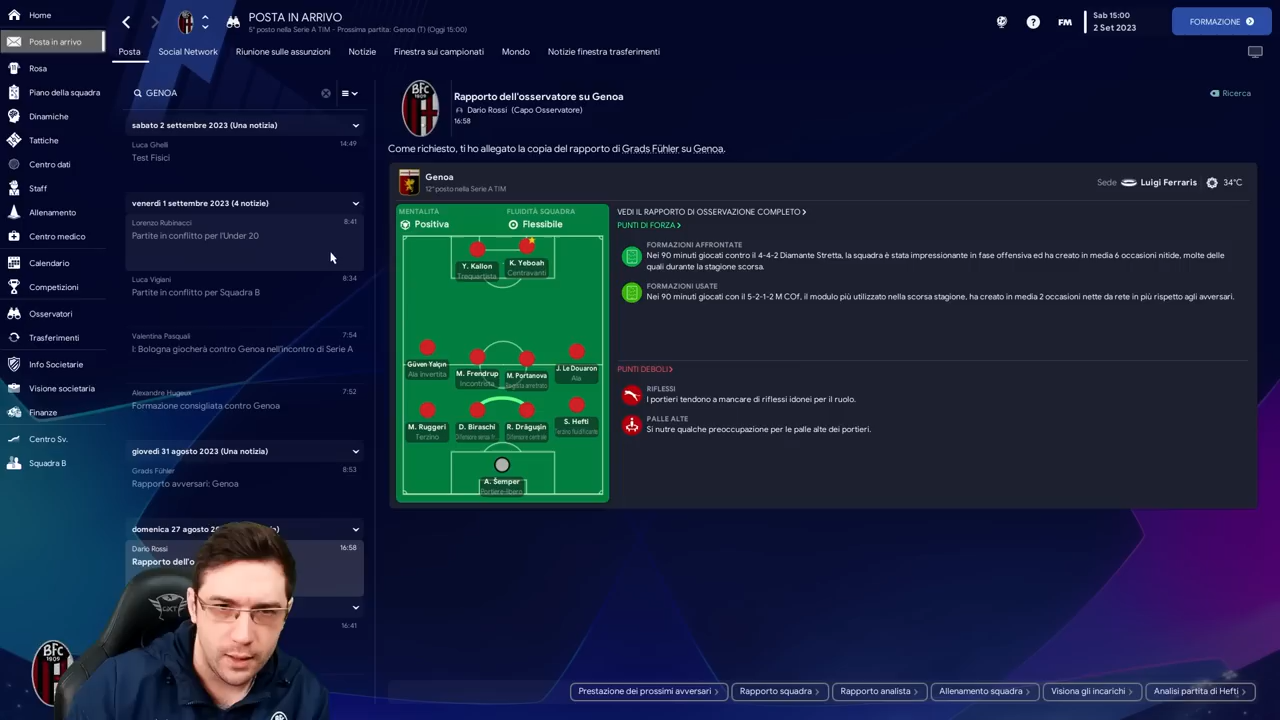 Home
Posta in arrivo
Rosa
Piano della squadra
Dinamiche
Tattiche
Centro dati
Staff
Allenamento
Centro medico
Calendario
Competizioni
Osservatori
Trasferimenti
Info Societarie
Visione societaria
Finanze
Centro Sv.
Squadra B
POSTA IN ARRIVO
5° posto nella Serie A TIM - Prossima partita: Genoa (T) (Oggi 15:00)
FM
Sab 15:00
2 Set 2023
FORMAZIONE
Posta
Social Network
Riunione sulle assunzioni
Notizie
Finestra sui campionati
Mondo
Notizie finestra trasferimenti
GENOA
sabato 2 settembre 2023 (Una notizia)
Luca Ghelli 14:49
Test Fisici
venerdì 1 settembre 2023 (4 notizie)
Lorenzo Rubinacci 8:41
Partite in conflitto per l'Under 20
Luca Vigiani 8:34
Partite in conflitto per Squadra B
Valentina Pasquali 7:54
I: Bologna giocherà contro Genoa nell'incontro di Serie A
Alexandre Hugeux 7:52
Formazione consigliata contro Genoa
giovedì 31 agosto 2023 (Una notizia)
Grads Fühler 8:53
Rapporto avversari: Genoa
domenica 27 agosto 20
Dario Rossi 16:58
Rapporto dell'o
16:41
BFC
1909
BFC
1909
Rapporto dell'osservatore su Genoa
Dario Rossi (Capo Osservatore)
16:58
Ricerca
Come richiesto, ti ho allegato la copia del rapporto di Grads Fühler su Genoa.
Genoa
12° posto nella Serie A TIM
Sede Luigi Ferraris 34°C
MENTALITÀ
Positiva
FLUIDITÀ SQUADRA
Flessibile
Y. Kallon
Trequartista
K. Yeboah
Centravanti
Güven Yalçın
Ala Invertita
M. Frendrup
Incontrista
M. Portanova
Regista arretrato
J. Le Douaron
Ala
M. Ruggeri
Terzino
D. Biraschi
R. Drăgușin
Difensore centrale
S. Hefti
Terzino fluidificante
A. Šemper
Portiere-libero
VEDI IL RAPPORTO DI OSSERVAZIONE COMPLETO
PUNTI DI FORZA
FORMAZIONI AFFRONTATE
Nei 90 minuti giocati contro il 4-4-2 Diamante Stretta, la squadra è stata impressionante in fase offensiva ed ha creato in media 6 occasioni nitide, molte delle
quali durante la stagione scorsa.
FORMAZIONI USATE
Nei 90 minuti giocati con il 5-2-1-2 M COf, il modulo più utilizzato nella scorsa stagione, ha creato in media 2 occasioni nette da rete in più rispetto agli avversari.
PUNTI DEBOLI
RIFLESSI
I portieri tendono a mancare di riflessi idonei per il ruolo.
PALLE ALTE
Si nutre qualche preoccupazione per le palle alte dei portieri.
Prestazione dei prossimi avversari
Rapporto squadra
Rapporto analista
Allenamento squadra
Visiona gli incarichi
Analisi partita di Hefti